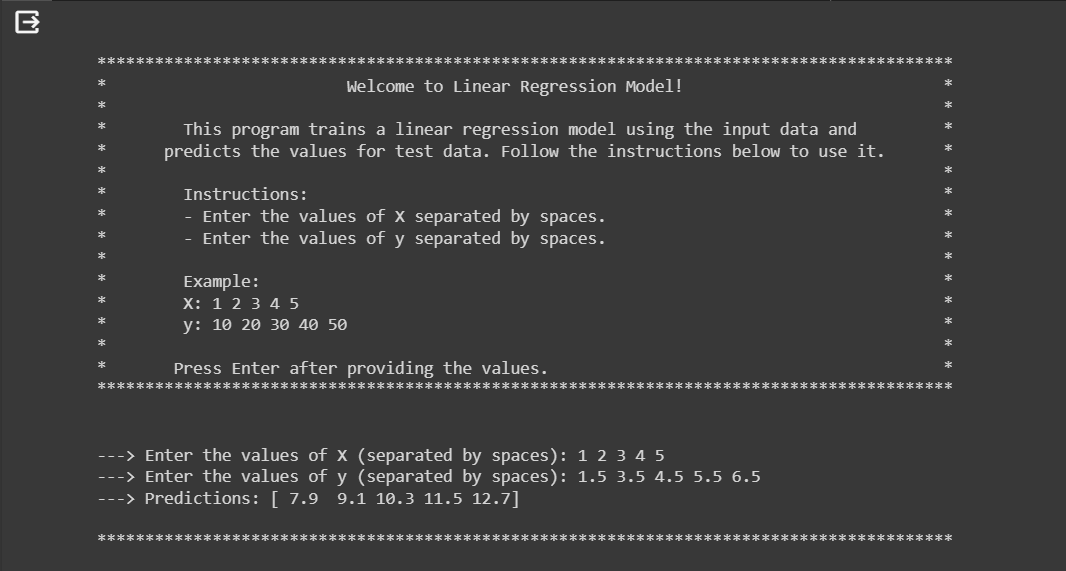 *****************************************************************************************
* Welcome to Linear Regression Model! *
* *
* This program trains a linear regression model using the input data and *
* predicts the values for test data. Follow the instructions below to use it. *
* *
* Instructions: *
* - Enter the values of X separated by spaces. *
* - Enter the values of y separated by spaces. *
* *
* Example: *
* X: 1 2 3 4 5 *
* y: 10 20 30 40 50 *
* *
* Press Enter after providing the values. *
*****************************************************************************************
---> Enter the values of X (separated by spaces): 1 2 3 4 5
---> Enter the values of y (separated by spaces): 1.5 3.5 4.5 5.5 6.5
---> Predictions: [ 7.9  9.1 10.3 11.5 12.7]
*****************************************************************************************